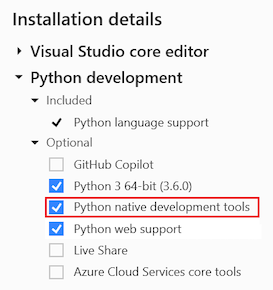 Installation details
Visual Studio core editor
Python development
Included
Python language support
Optional
GitHub Copilot
Python 3 64-bit (3.6.0)
Python native development tools
Python web support
Live Share
Azure Cloud Services core tools